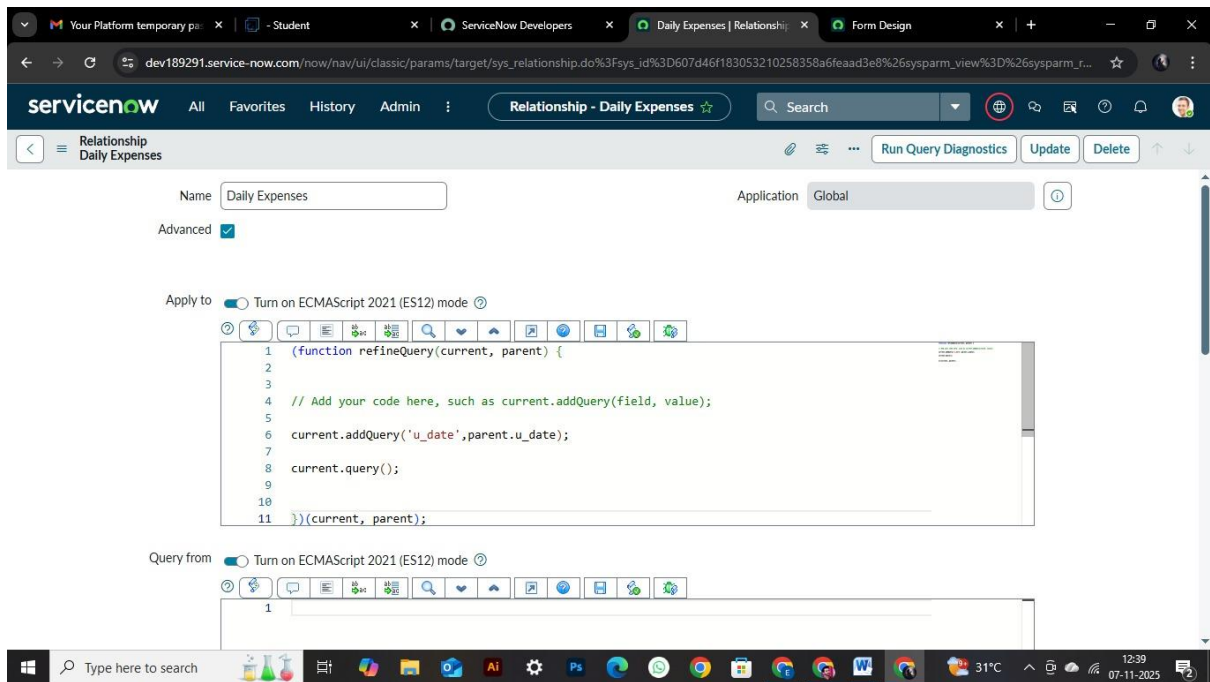 Your Platform temporary pa
- Student
ServiceNow Developers
Daily Expenses | Relationship
Form Design
dev189291.service-now.com/now/nav/ui/classic/params/target/sys_relationship.do%3Fsys_id%3D607d46f183053210258358a6feaad3e8%26sysparm_view%3D%26sysparm_r...
servicenow All Favorites History Admin Relationship - Daily Expenses Search
Relationship
Daily Expenses
Run Query Diagnostics Update Delete
Name Daily Expenses Application Global
Advanced
Apply to Turn on ECMAScript 2021 (ES12) mode
1 (function refineQuery(current, parent) {
2
3
4 // Add your code here, such as current.addQuery(field, value);
5
6 current.addQuery('u_date',parent.u_date);
7
8 current.query();
9
10
11 })(current, parent);
Query from Turn on ECMAScript 2021 (ES12) mode
1
Type here to search
31°C
12:39
07-11-2025